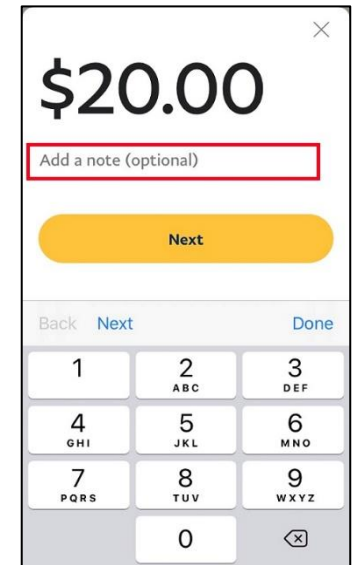 $20.00
Add a note (optional)
Next
Back Next Done
1 2 3
ABC DEF
4 5 6
GHI JKL MNO
7 8 9
PQRS TUV WXYZ
0